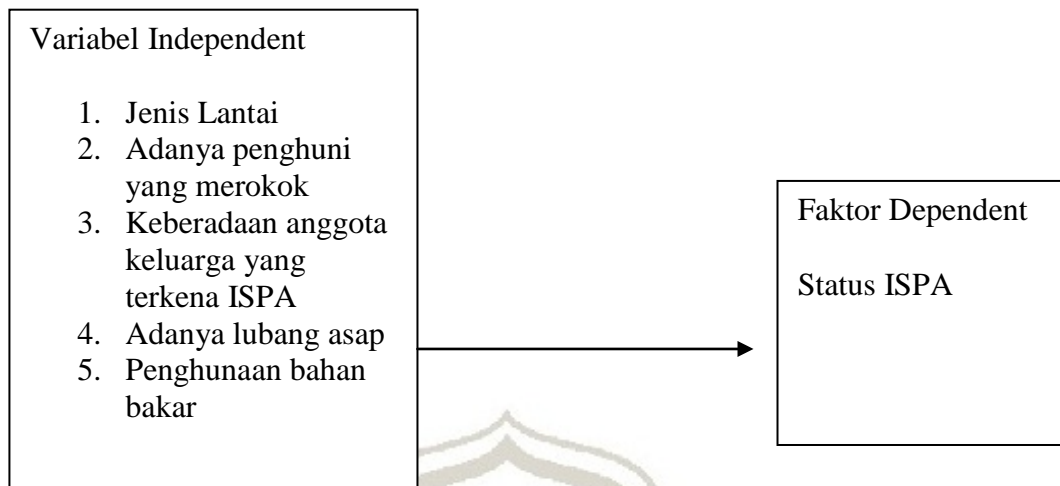 Variabel Independent
1. Jenis Lantai
2. Adanya penghuni
yang merokok
3. Keberadaan anggota
keluarga yang
terkena ISPA
4. Adanya lubang asap
5. Penghunaan bahan
bakar
Faktor Dependent
Status ISPA